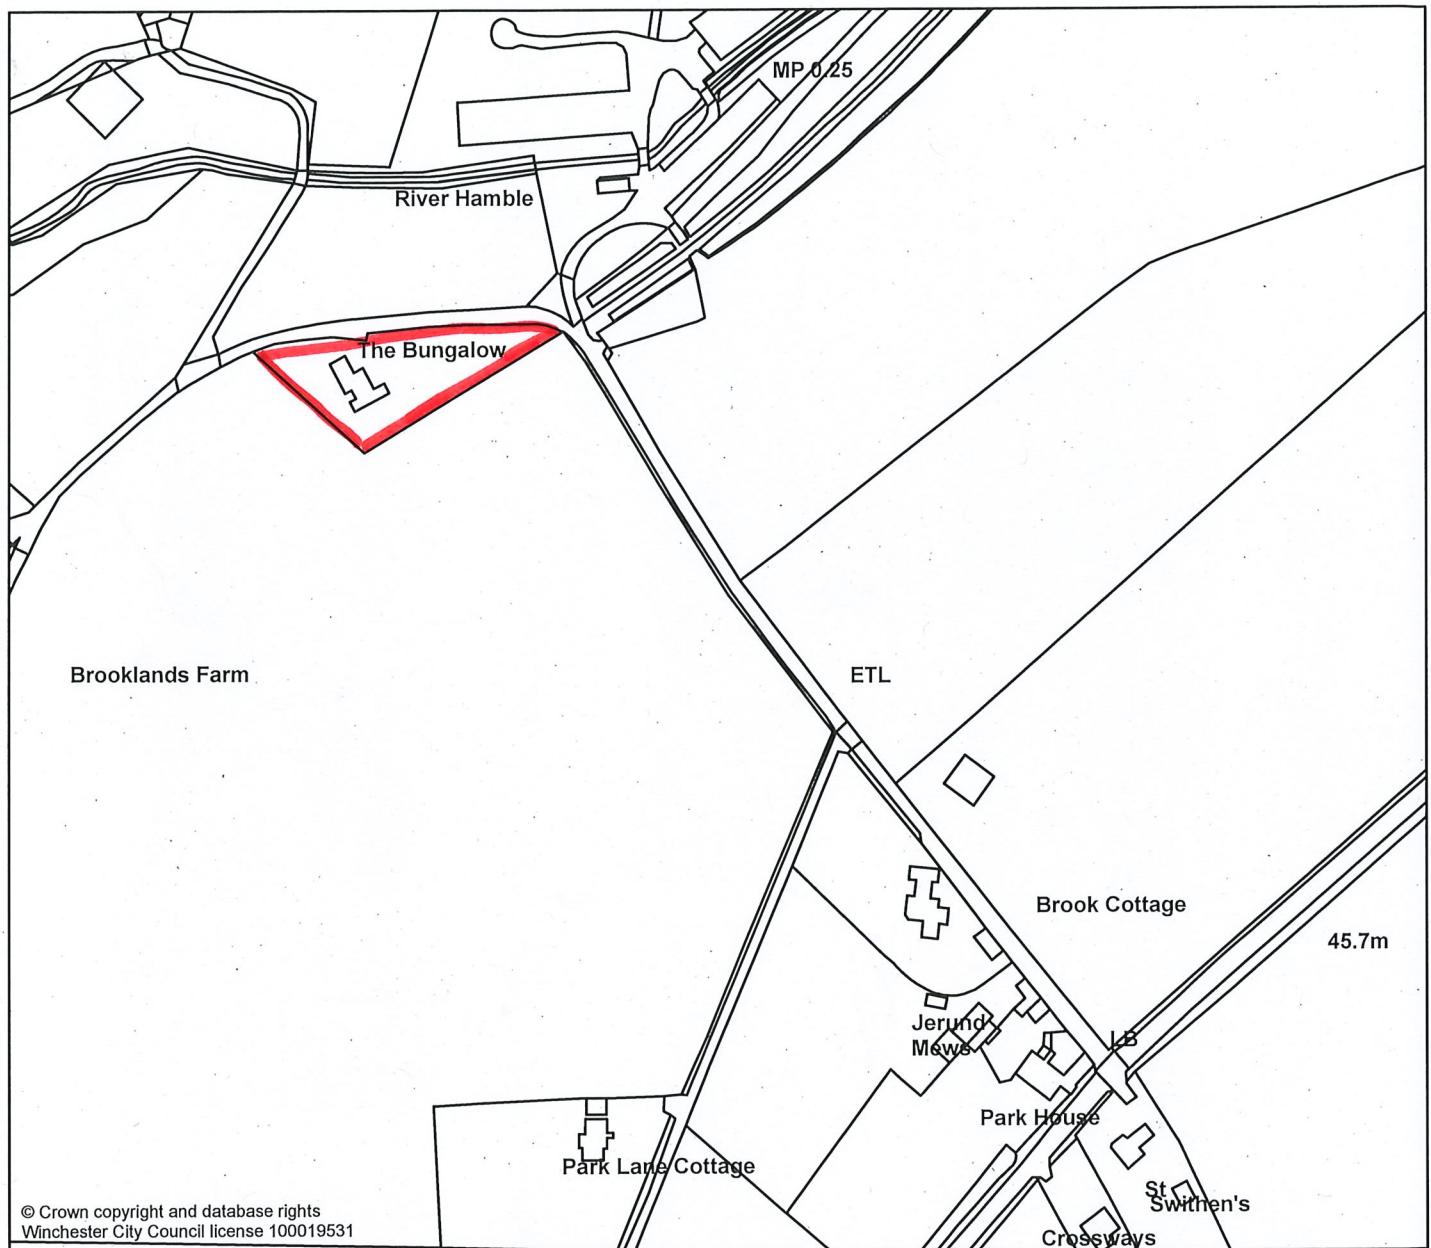 MP 0.25
River Hamble
The Bungalow
Brooklands Farm
ETL
Brook Cottage
45.7m
Jerund
Mews
LB
Park House
Park Lane Cottage
St
Swithen's
Crossways
© Crown copyright and database rights
Winchester City Council license 100019531